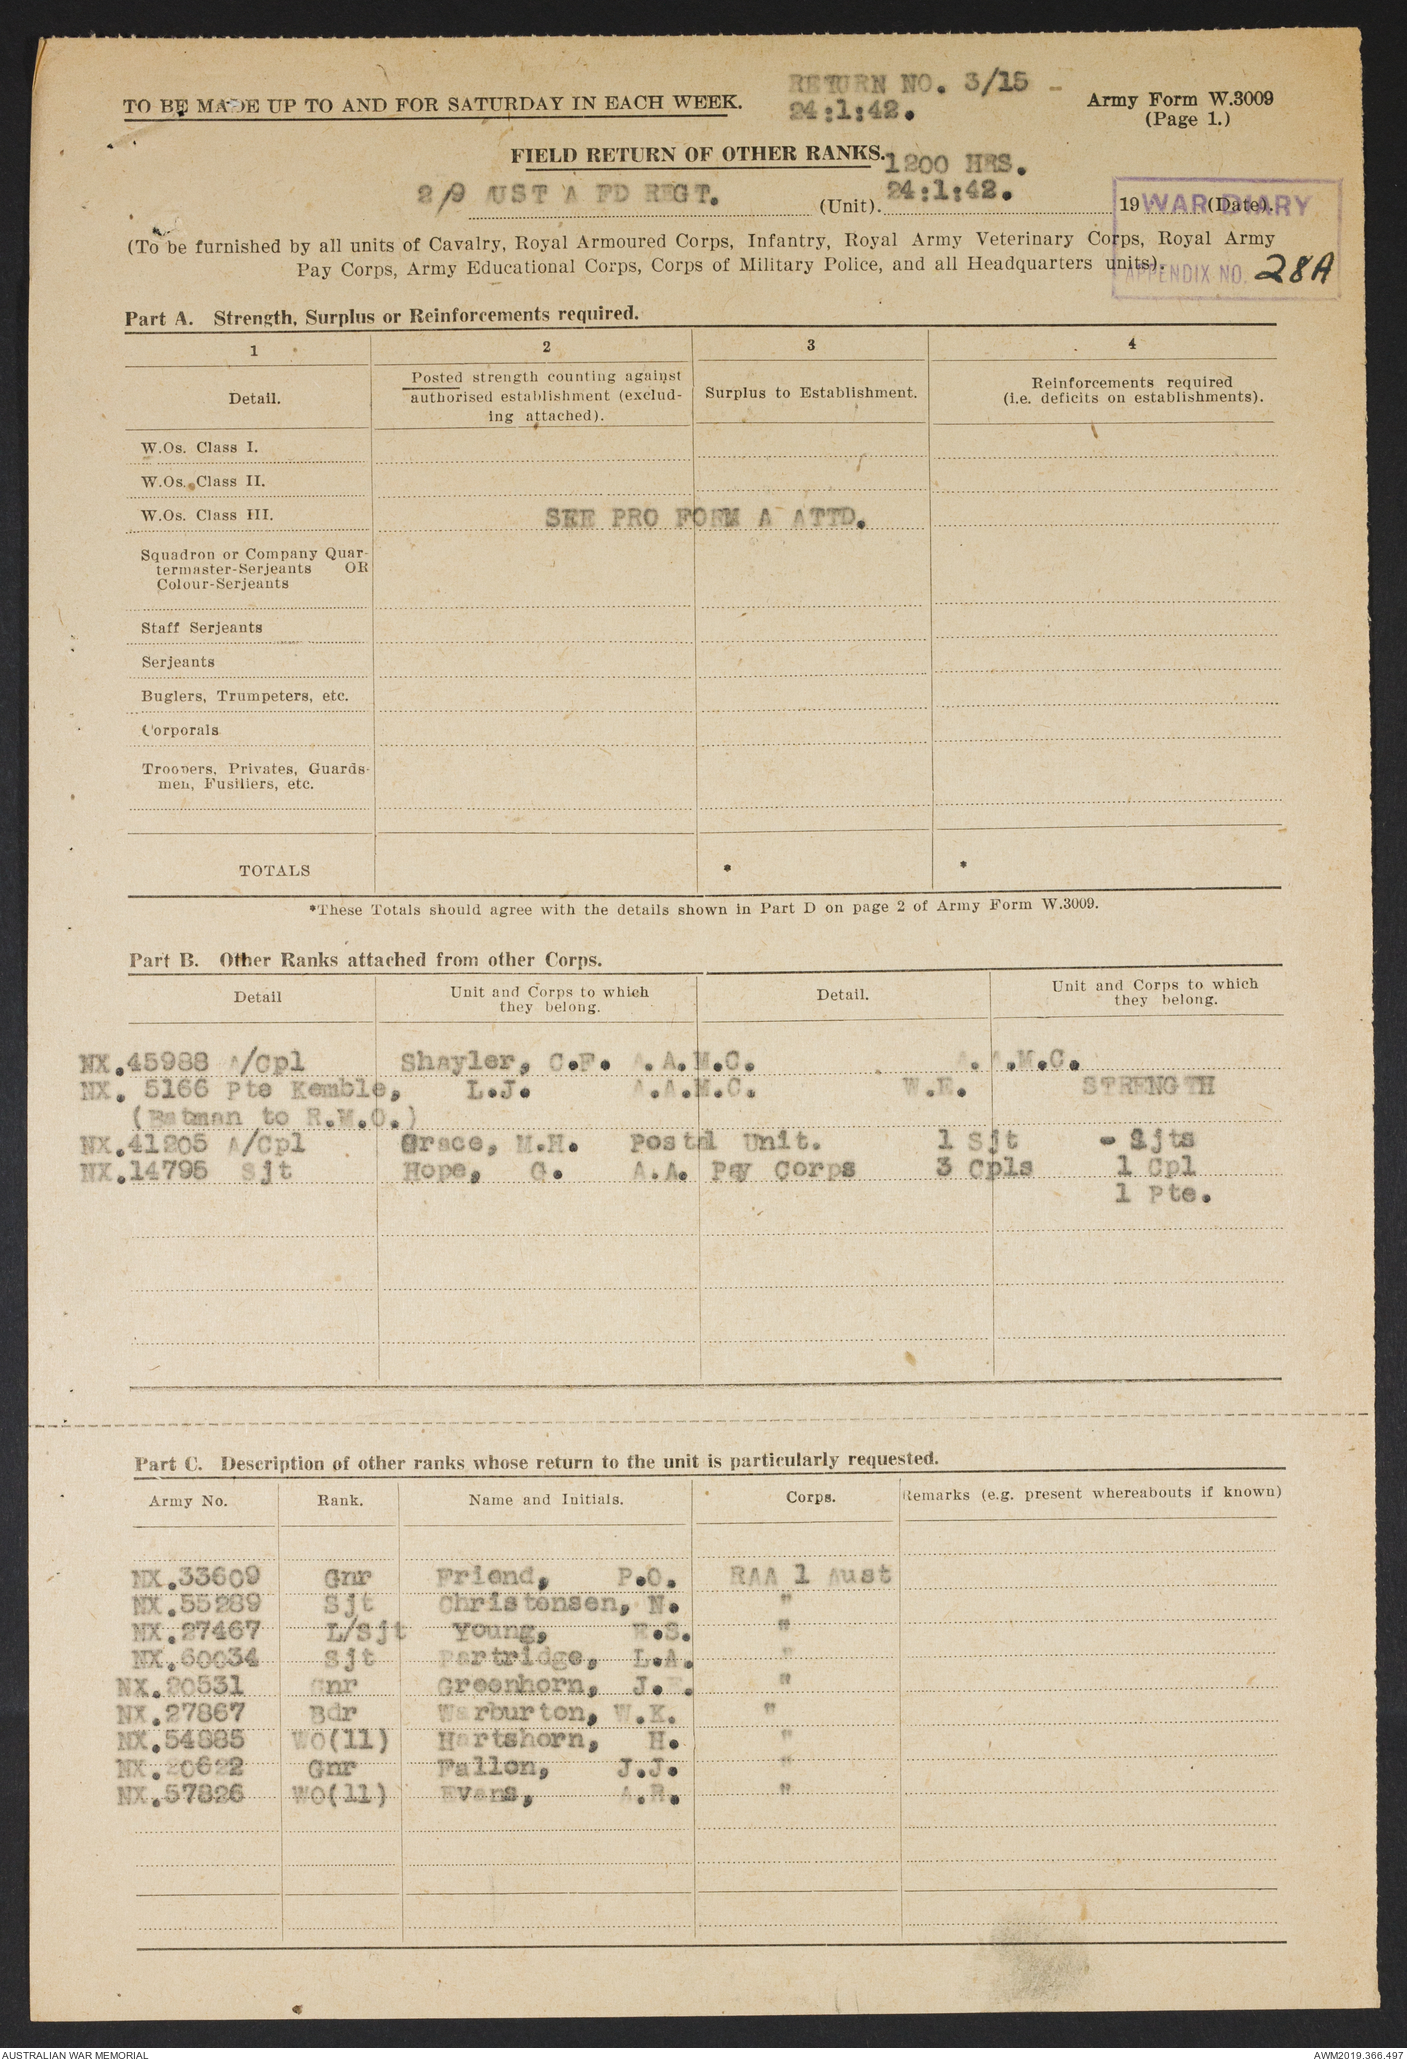 RETURN NO. 3/15 -
TO BE MADE UP TO AND FOR SATURDAY IN EACH WEEK.
24:1:42.
Army Form W.3009
(Page 1.)
FIELD RETURN OF OTHER RANKS.
1200 HRS.
2/9 AUST A FD REGT. (Unit). 24:1:42. 19 (Date).
WAR DIARY
(To be furnished by all units of Cavalry, Royal Armoured Corps, Infantry, Royal Army Veterinary Corps, Royal Army
Pay Corps, Army Educational Corps, Corps of Military Police, and all Headquarters units).
APPENDIX NO. 28A
Part A. Strength, Surplus or Reinforcements required.
1 2 3 4
Detail.
Posted strength counting against
authorised establishment (exclud-
ing attached).
Surplus to Establishment.
Reinforcements required
(i.e. deficits on establishments).
W.Os. Class I.
W.Os. Class II.
W.Os. Class III. SEE PRO FORM A ATTD.
Squadron or Company Quar-
termaster-Serjeants OR
Colour-Serjeants
Staff Serjeants
Serjeants
Buglers, Trumpeters, etc.
Corporals
Troopers, Privates, Guards-
men, Fusiliers, etc.
TOTALS * *
*These Totals should agree with the details shown in Part D on page 2 of Army Form W.3009.
Part B. Other Ranks attached from other Corps.
Detail
Unit and Corps to which
they belong.
Detail.
Unit and Corps to which
they belong.
NX.45988 A/Cpl Shayler, C.F. A.A.M.C. A.A.M.C.
NX. 5166 Pte Kemble, L.J. A.A.M.C. W.E. STRENGTH
(Batman to R.M.O.)
NX.41205 A/Cpl Grace, M.H. Postal Unit. 1 Sjt - Sjts
NX.14795 Sjt Hope, G. A.A. Pay Corps 3 Cpls 1 Cpl
1 Pte.
Part C. Description of other ranks whose return to the unit is particularly requested.
Army No. Rank. Name and Initials. Corps. Remarks (e.g. present whereabouts if known)
NX.33609 Gnr Friend, P.O. RAA 1 Aust
NX.55289 Sjt Christensen, N. "
NX.27467 L/Sjt Young, .S. "
NX.60034 Sjt Partridge, L.A. "
NX.20531 Gnr Greenhorn, J. "
NX.27867 Bdr Warburton, W.K. "
NX.54885 WO(11) Hartshorn, H. "
NX.20622 Gnr Fallon, J.J. "
NX.57826 WO(11) Evans, A.R. "
AUSTRALIAN WAR MEMORIAL
AWM2019.366.497